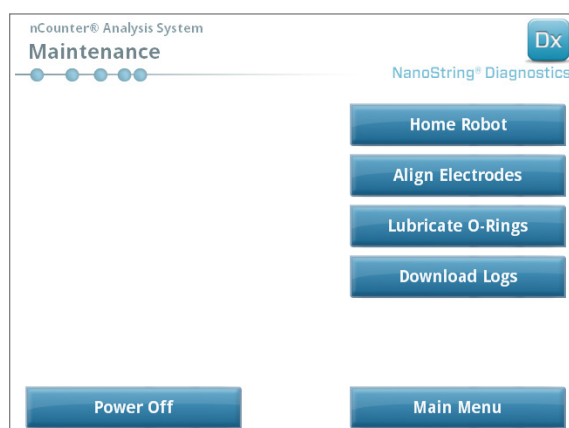 nCounter® Analysis System
Maintenance
Dx
NanoString® Diagnostics
Home Robot
Align Electrodes
Lubricate O-Rings
Download Logs
Power Off
Main Menu